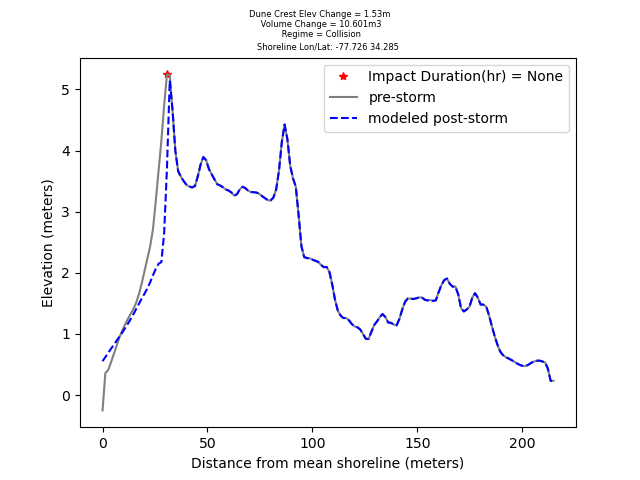 Dune Crest Elev Change = 1.53m
Volume Change = 10.601m3
Regime = Collision
Shoreline Lon/Lat: -77.726 34.285
Impact Duration(hr) = None
pre-storm
modeled post-storm
Elevation (meters)
5
4
3
2
1
0
0 50 100 150 200
Distance from mean shoreline (meters)